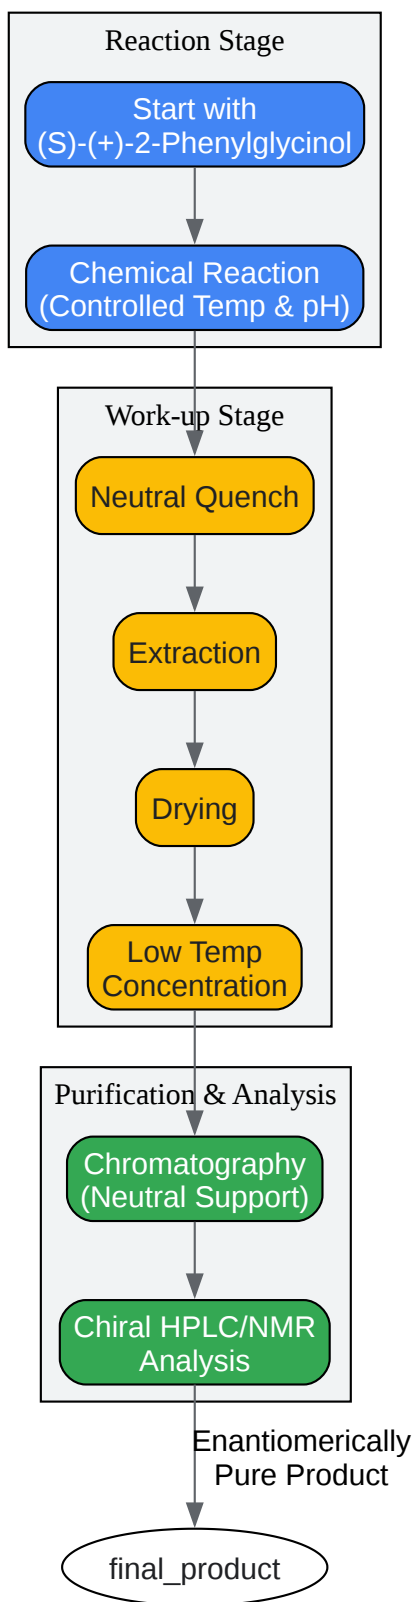 Reaction Stage
Start with
(S)-(+)-2-Phenylglycinol
Chemical Reaction
(Controlled Temp & pH)
Work-up Stage
Neutral Quench
Extraction
Drying
Low Temp
Concentration
Purification & Analysis
Chromatography
(Neutral Support)
Chiral HPLC/NMR
Analysis
Enantiomerically
Pure Product
final_product